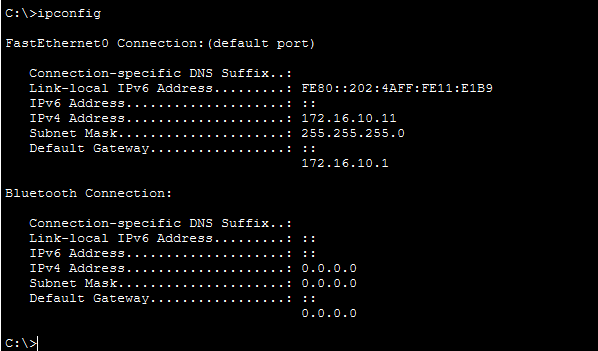 C:\>ipconfig
FastEthernet0 Connection:(default port)
Connection-specific DNS Suffix..:
Link-local IPv6 Address.........: FE80::202:4AFF:FE11:E1B9
IPv6 Address....................: ::
IPv4 Address....................: 172.16.10.11
Subnet Mask.....................: 255.255.255.0
Default Gateway.................: ::
172.16.10.1
Bluetooth Connection:
Connection-specific DNS Suffix..:
Link-local IPv6 Address.........: ::
IPv6 Address....................: ::
IPv4 Address....................: 0.0.0.0
Subnet Mask.....................: 0.0.0.0
Default Gateway.................: ::
0.0.0.0
C:\>